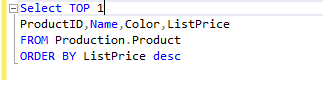 Select TOP 1
ProductID,Name,Color,ListPrice
FROM Production.Product
ORDER BY ListPrice desc